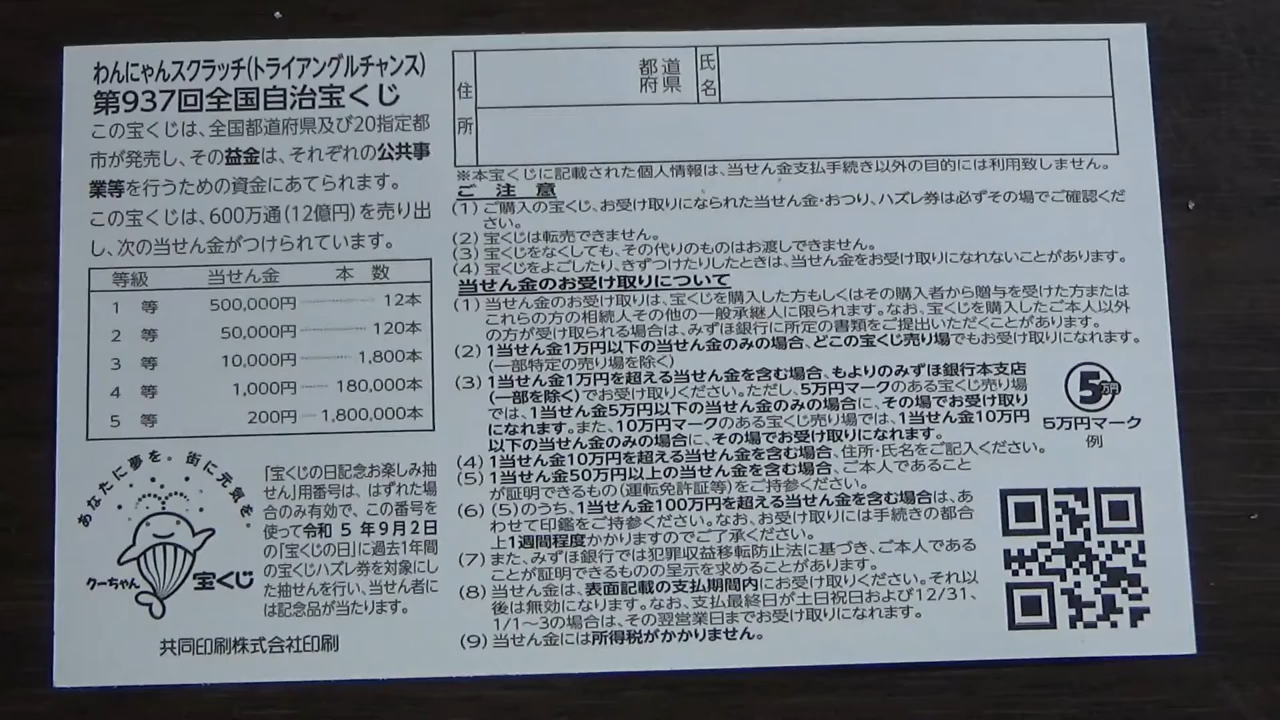 わんにゃんスクラッチ(トライアングルチャンス)
第937回全国自治宝くじ
この宝くじは、全国都道府県及び20指定都
市が発売し、その益金は、それぞれの公共事
業等を行うための資金にあてられます。
この宝くじは、600万通(12億円)を売り出
し、次の当せん金がつけられています。
等級 当せん金 本 数
1 等 500,000円 12本
2 等 50,000円 120本
3 等 10,000円 1,800本
4 等 1,000円 180,000本
5 等 200円 1,800,000本
あなたに夢を。街に元気を。
クーちゃん 宝くじ
「宝くじの日記念お楽しみ抽
せん」用番号は、はずれた場
合のみ有効で、この番号を
使って令和 5 年9月2日
の「宝くじの日」に過去1年間
の宝くじハズレ券を対象にし
た抽せんを行い、当せん者に
は記念品が当たります。
共同印刷株式会社印刷
住所
都道
府県
氏名
※本宝くじに記載された個人情報は、当せん金支払手続き以外の目的には利用致しません。
ご 注 意
(1) ご購入の宝くじ、お受け取りになられた当せん金・おつり、ハズレ券は必ずその場でご確認くだ
さい。
(2) 宝くじは転売できません。
(3) 宝くじをなくしても、その代りのものはお渡しできません。
(4) 宝くじをよごしたり、きずつけたりしたときは、当せん金をお受け取りになれないことがあります。
当せん金のお受け取りについて
(1) 当せん金のお受け取りは、宝くじを購入した方もしくはその購入者から贈与を受けた方または
これらの方の相続人その他の一般承継人に限られます。なお、宝くじを購入したご本人以外
の方が受け取られる場合は、みずほ銀行に所定の書類をご提出いただくことがあります。
(2) 1当せん金1万円以下の当せん金のみの場合、どこの宝くじ売り場でもお受け取りになれます。
(一部特定の売り場を除く)
(3) 1当せん金1万円を超える当せん金を含む場合、もよりのみずほ銀行本支店
(一部を除く)でお受け取りください。ただし、5万円マークのある宝くじ売り場
では、1当せん金5万円以下の当せん金のみの場合に、その場でお受け取り
になれます。また、10万円マークのある宝くじ売り場では、1当せん金10万円
以下の当せん金のみの場合に、その場でお受け取りになれます。
(4) 1当せん金10万円を超える当せん金を含む場合、住所・氏名をご記入ください。
(5) 1当せん金50万円以上の当せん金を含む場合、ご本人であること
が証明できるもの(運転免許証等)をご持参ください。
(6) (5)のうち、1当せん金100万円を超える当せん金を含む場合は、あ
わせて印鑑をご持参ください。なお、お受け取りには手続きの都合
上1週間程度かかりますのでご了承ください。
(7) また、みずほ銀行では犯罪収益移転防止法に基づき、ご本人である
ことが証明できるものの呈示を求めることがあります。
(8) 当せん金は、表面記載の支払期間内にお受け取りください。それ以
後は無効になります。なお、支払最終日が土日祝日および12/31、
1/1～3の場合は、その翌営業日までお受け取りになれます。
(9) 当せん金には所得税がかかりません。
5万円
5万円マーク
例